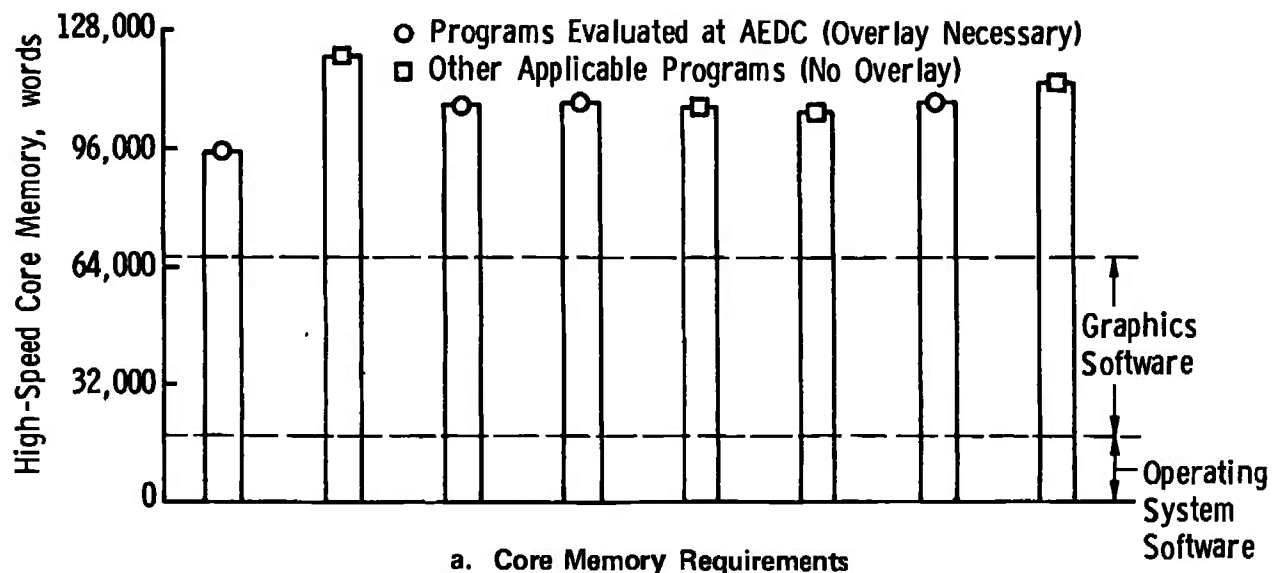 128,000
96,000
64,000
32,000
0
High-Speed Core Memory, words
Programs Evaluated at AEDC (Overlay Necessary)
Other Applicable Programs (No Overlay)
Graphics
Software
Operating
System
Software
a. Core Memory Requirements